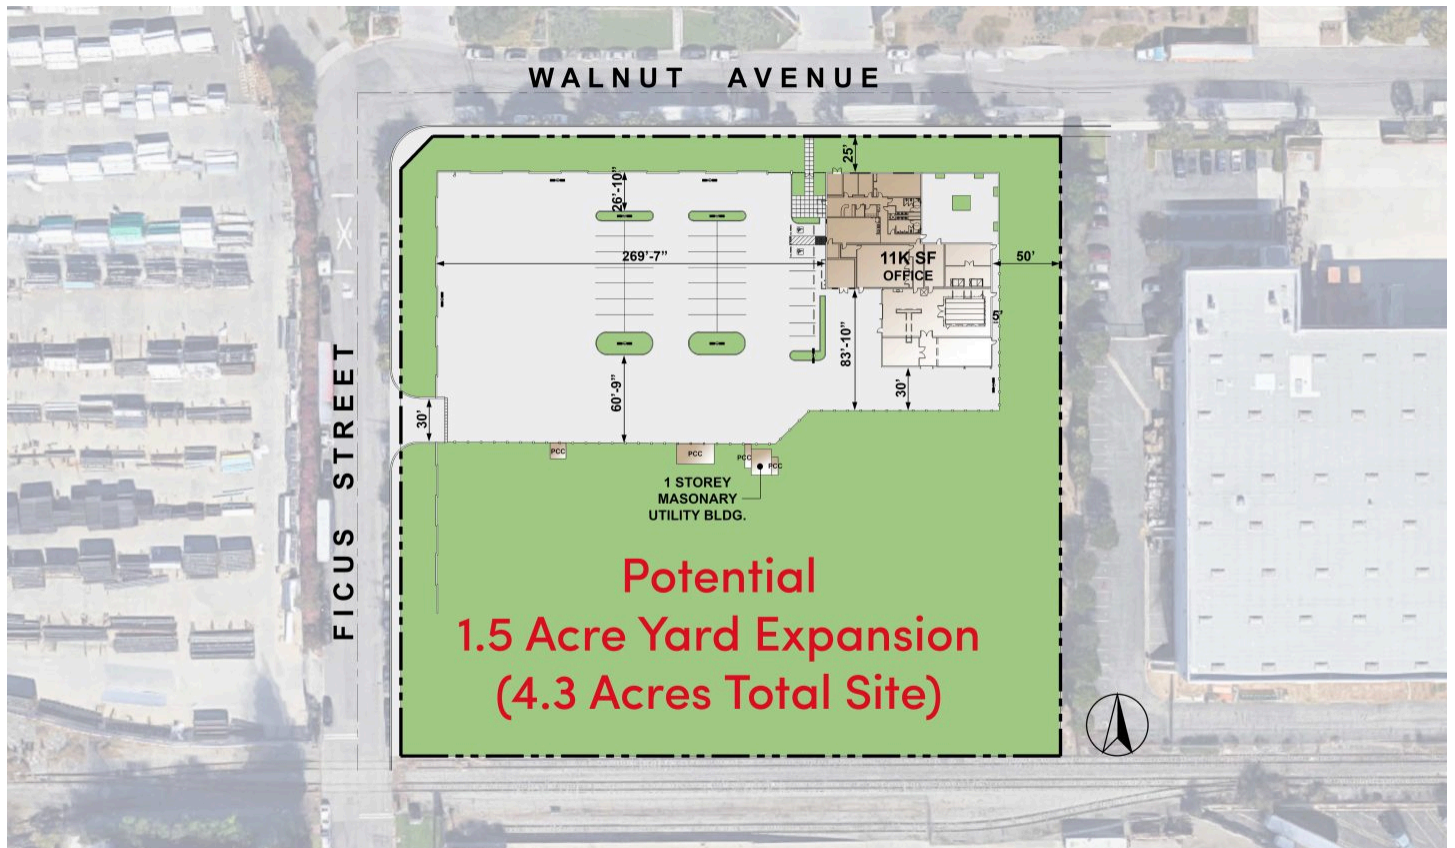 WALNUT AVENUE
25'
26'-10"
269'-7"
11K SF
OFFICE
50'
5'
83'-10"
30'
60'-9"
30'
FICUS STREET
PCC
PCC
PCC
PCC
1 STOREY
MASONARY
UTILITY BLDG.
Potential
1.5 Acre Yard Expansion
(4.3 Acres Total Site)